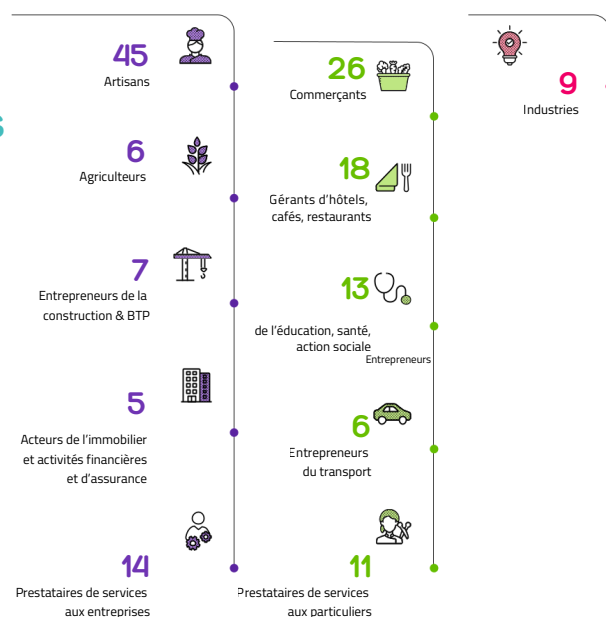 45
Artisans
6
Agriculteurs
7
Entrepreneurs de la
construction & BTP
5
Acteurs de l'immobilier
et activités financières
et d'assurance
14
Prestataires de services
aux entreprises
26
Commerçants
18
Gérants d'hôtels,
cafés, restaurants
13
de l'éducation, santé,
action sociale
Entrepreneurs
6
Entrepreneurs
du transport
11
Prestataires de services
aux particuliers
9
Industries